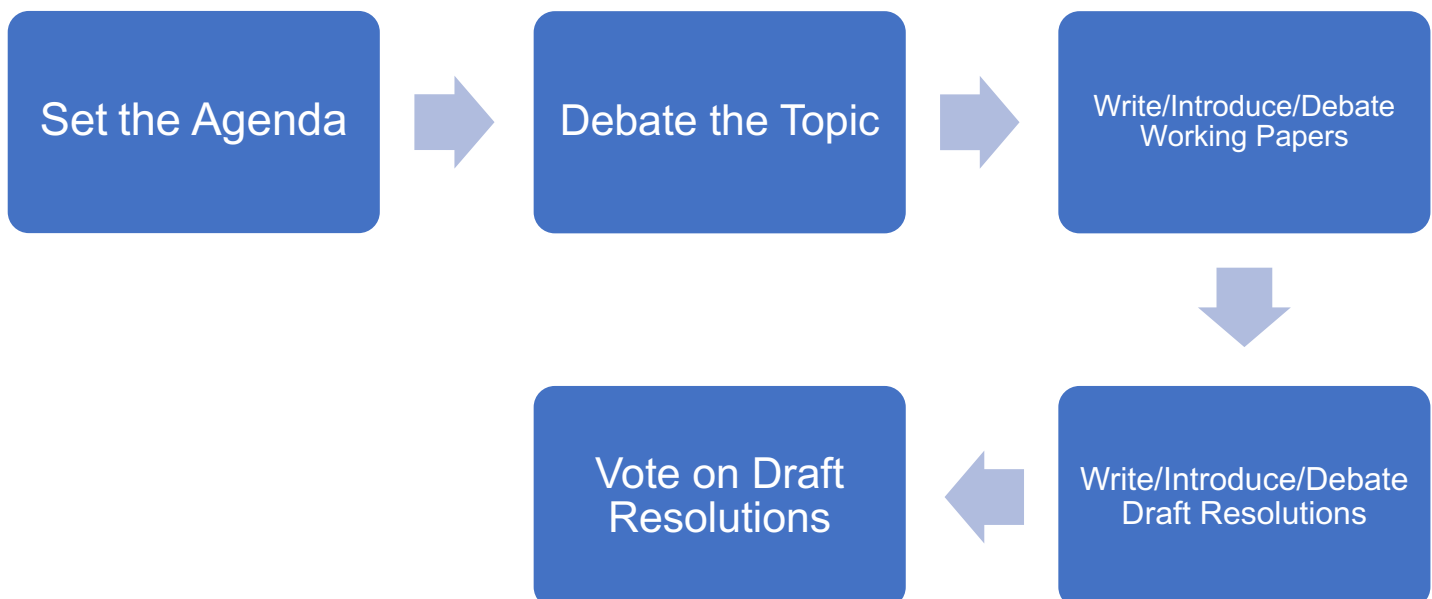 Set the Agenda
Debate the Topic
Write/Introduce/Debate
Working Papers
Write/Introduce/Debate
Draft Resolutions
Vote on Draft
Resolutions